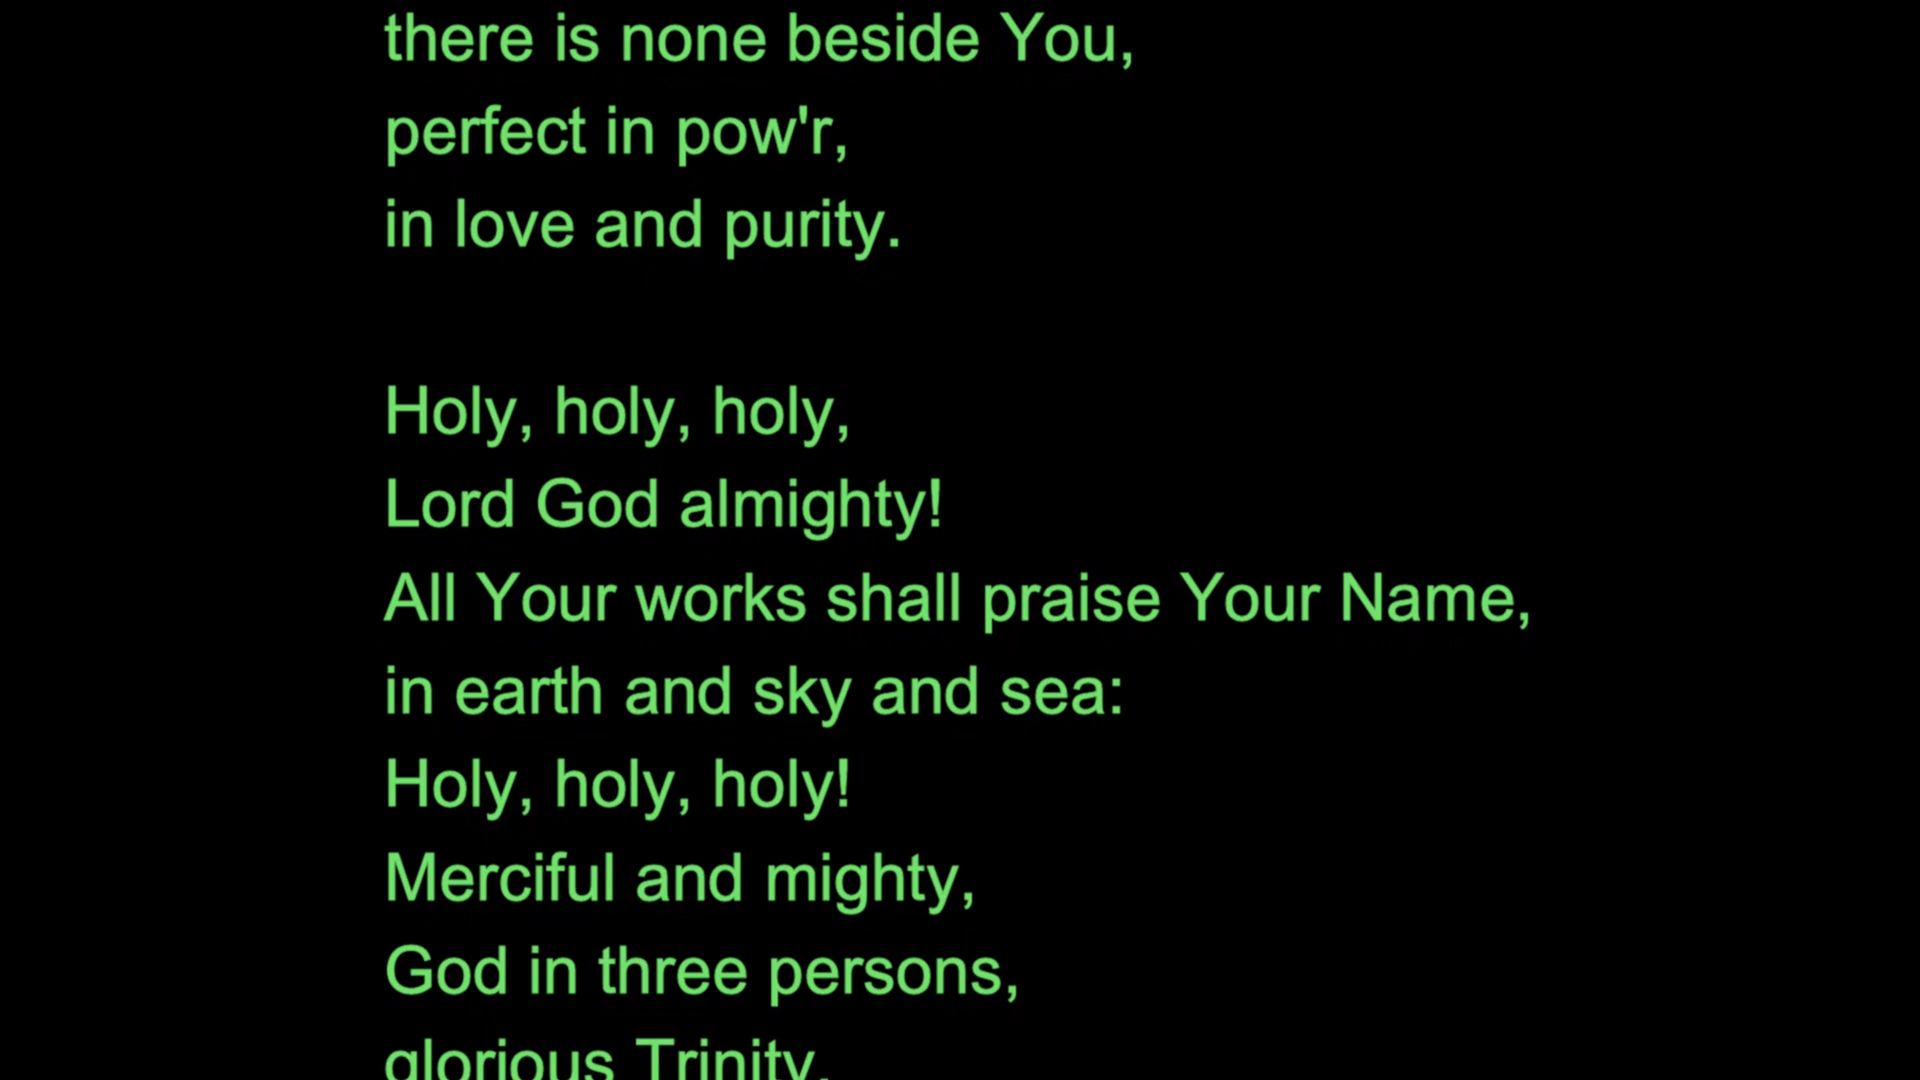 there is none beside You,
perfect in pow'r,
in love and purity.
Holy, holy, holy,
Lord God almighty!
All Your works shall praise Your Name,
in earth and sky and sea:
Holy, holy, holy!
Merciful and mighty,
God in three persons,
glorious Trinity.